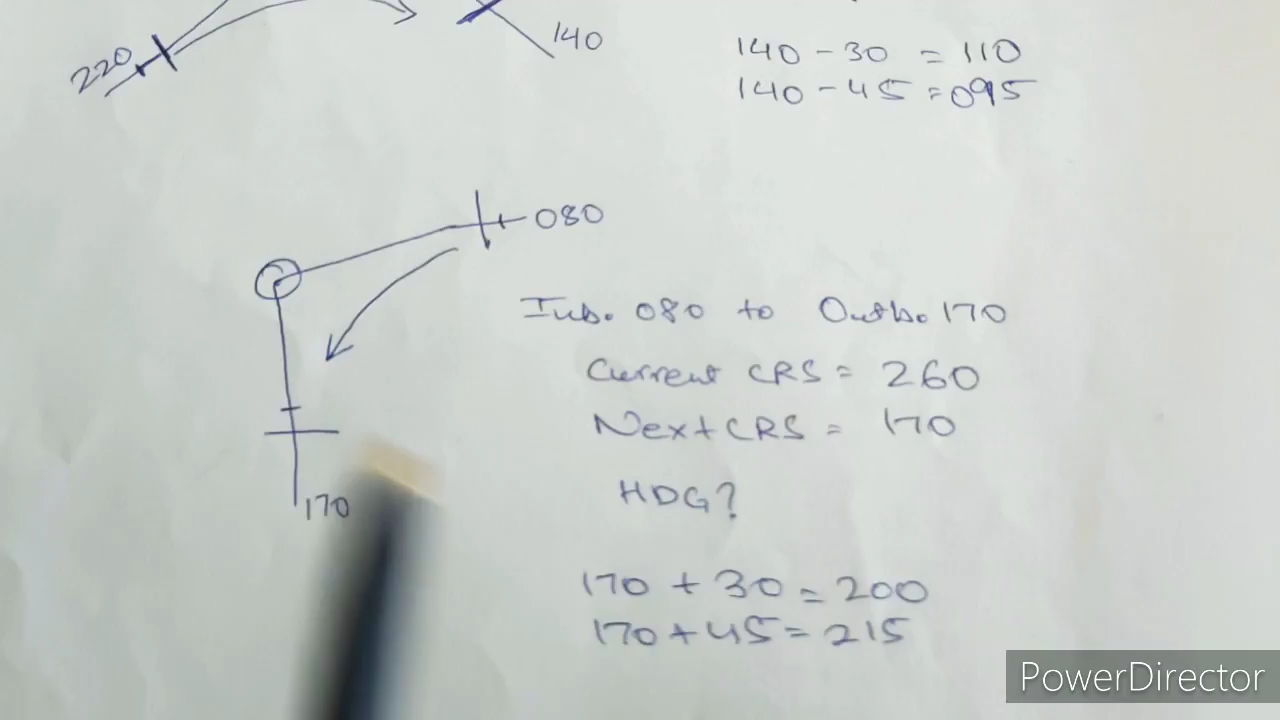 220
140
140 - 30 = 110
140 - 45 = 095
080
170
Inb. 080 to Outb. 170
Current CRS = 260
Next CRS = 170
HDG?
170 + 30 = 200
170 + 45 = 215
PowerDirector